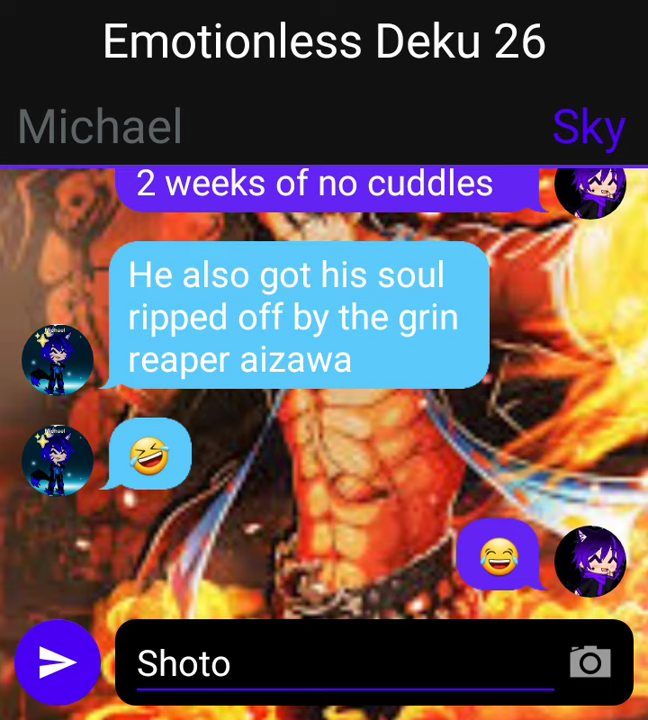 Emotionless Deku 26
Michael
Sky
2 weeks of no cuddles
He also got his soul
ripped off by the grin
reaper aizawa
🤣
😂
Shoto